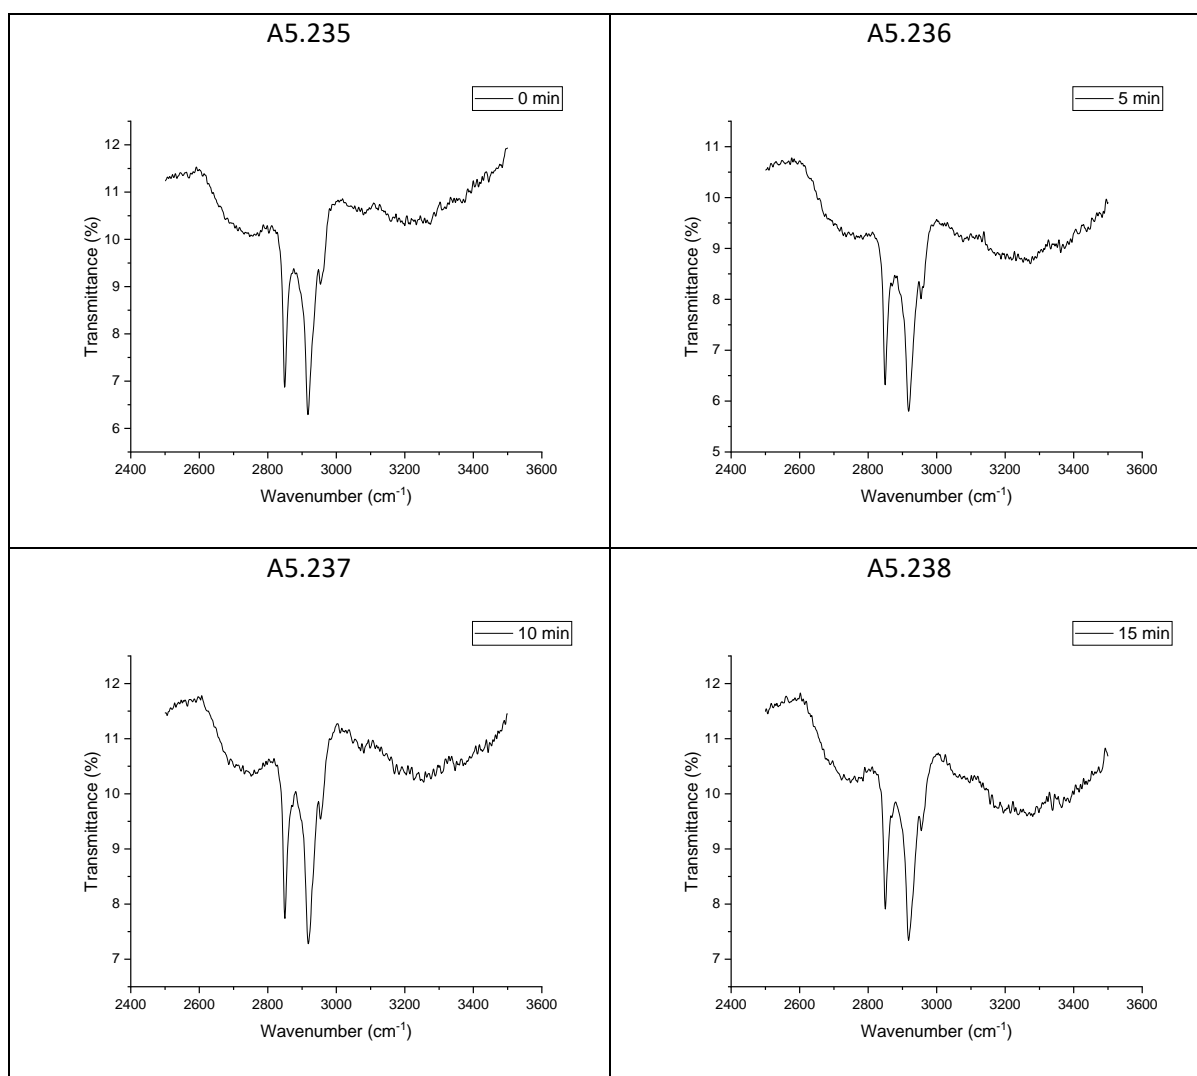 A5.235
0 min
12
11
10
9
8
7
6
Transmittance (%)
2400 2600 2800 3000 3200 3400 3600
Wavenumber (cm-1)
A5.236
5 min
11
10
9
8
7
6
5
Transmittance (%)
2400 2600 2800 3000 3200 3400 3600
Wavenumber (cm-1)
A5.237
10 min
12
11
10
9
8
7
Transmittance (%)
2400 2600 2800 3000 3200 3400 3600
Wavenumber (cm-1)
A5.238
15 min
12
11
10
9
8
7
Transmittance (%)
2400 2600 2800 3000 3200 3400 3600
Wavenumber (cm-1)